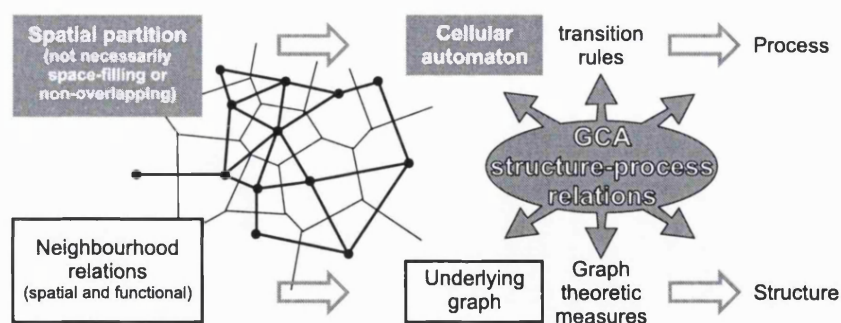 Spatial partition
(not necessarily
space-filling or
non-overlapping)
Cellular
automaton
transition
rules
Process
GCA
structure-process
relations
Neighbourhood
relations
(spatial and functional)
Underlying
graph
Graph
theoretic
measures
Structure